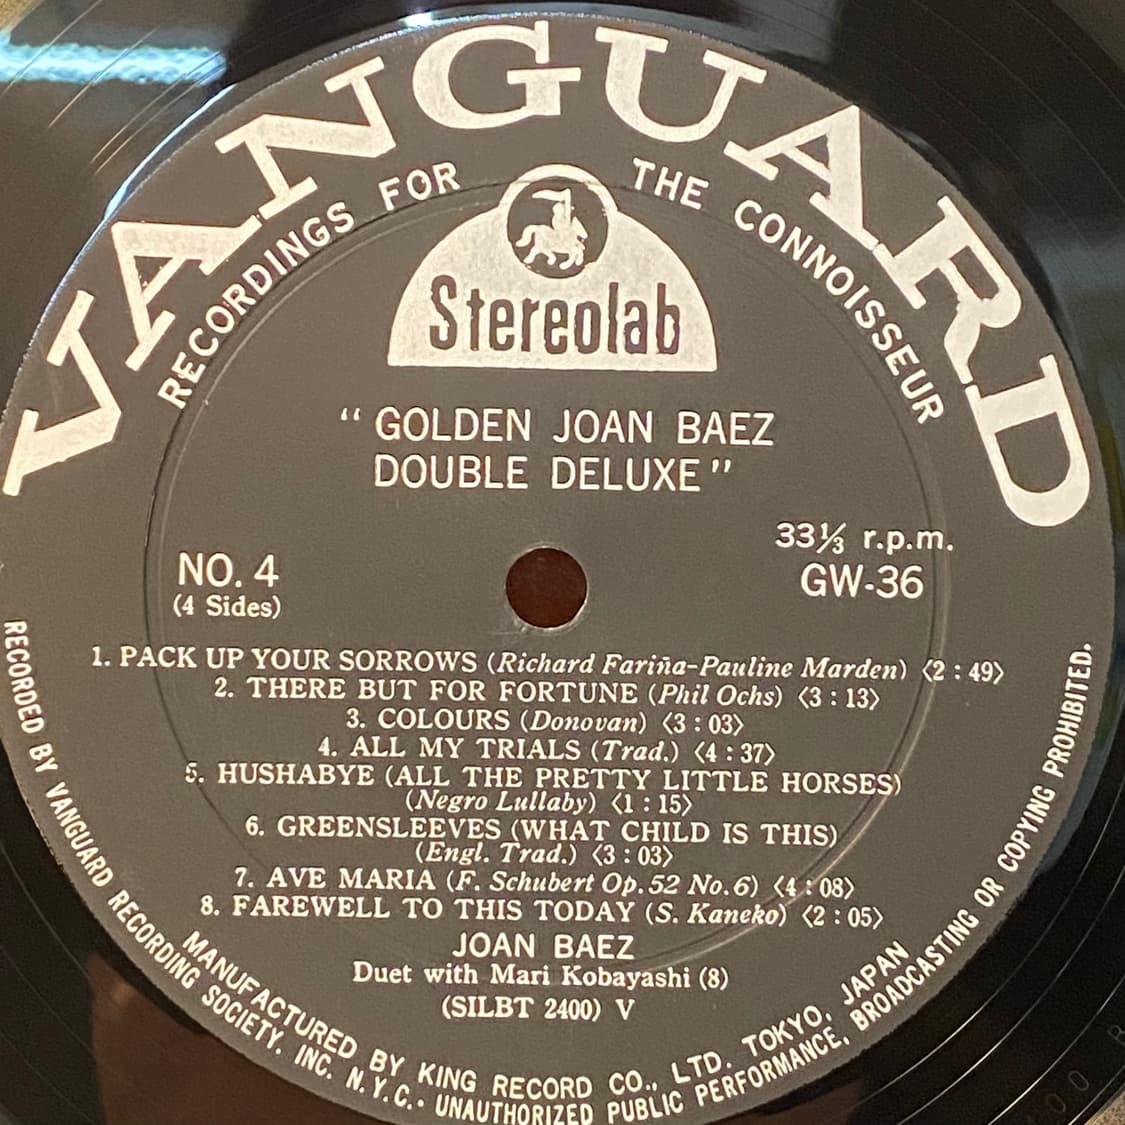 VANGUARD
RECORDINGS FOR THE CONNOISSEUR
Stereolab
“ GOLDEN JOAN BAEZ
DOUBLE DELUXE ”
33⅓ r.p.m.
NO. 4
GW-36
(4 Sides)
1. PACK UP YOUR SORROWS (Richard Fariña-Pauline Marden) 〈2 : 49〉
2. THERE BUT FOR FORTUNE (Phil Ochs) 〈3 : 13〉
3. COLOURS (Donovan) 〈3 : 03〉
4. ALL MY TRIALS (Trad.) 〈4 : 37〉
5. HUSHABYE (ALL THE PRETTY LITTLE HORSES)
(Negro Lullaby) 〈1 : 15〉
6. GREENSLEEVES (WHAT CHILD IS THIS)
(Engl. Trad.) 〈3 : 03〉
7. AVE MARIA (F. Schubert Op. 52 No. 6) 〈4 : 08〉
8. FAREWELL TO THIS TODAY (S. Kaneko) 〈2 : 05〉
JOAN BAEZ
Duet with Mari Kobayashi (8)
(SILBT 2400) V
MANUFACTURED BY KING RECORD CO., LTD. TOKYO, JAPAN
RECORDED BY VANGUARD RECORDING SOCIETY, INC. N.Y.C. • UNAUTHORIZED PUBLIC PERFORMANCE, BROADCASTING OR COPYING PROHIBITED.